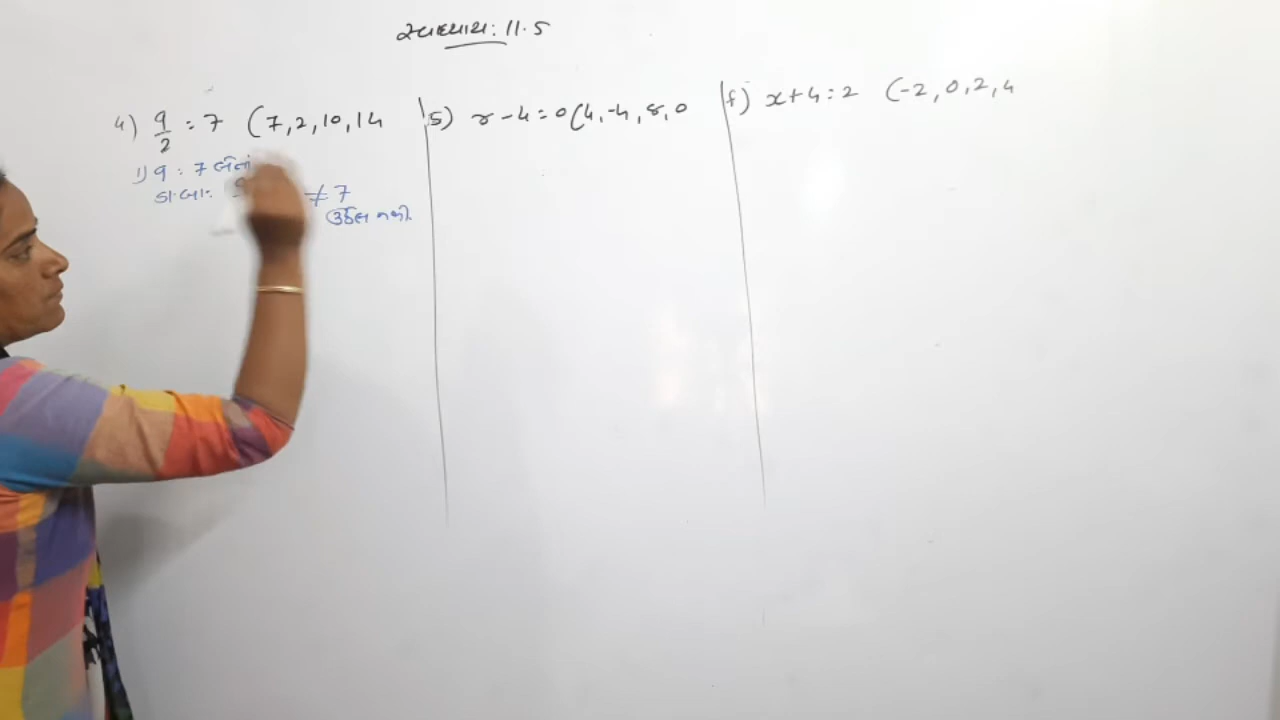 સ્વાધ્યાય: 11.5
4) q/2 = 7 (7, 2, 10, 14
1) q = 7 લેતાં
ડા.બા.
≠ 7
ઉકેલ નથી.
5) r - 4 = 0 (4, -4, 8, 0
f) x + 4 = 2 (-2, 0, 2, 4